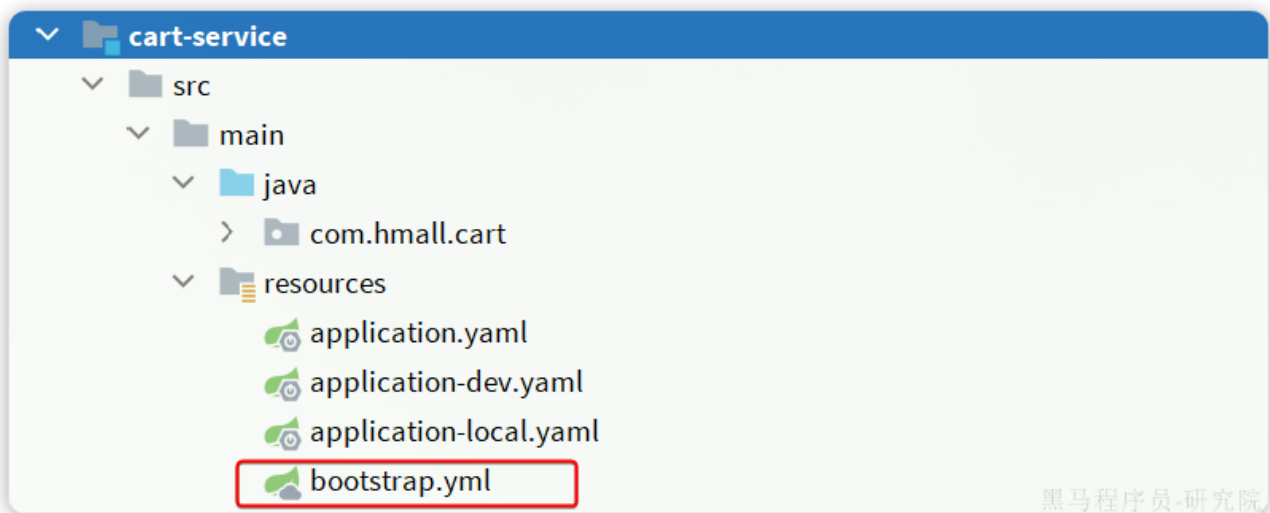 cart-service
src
main
java
com.hmall.cart
resources
application.yaml
application-dev.yaml
application-local.yaml
bootstrap.yml
黑马程序员-研究院